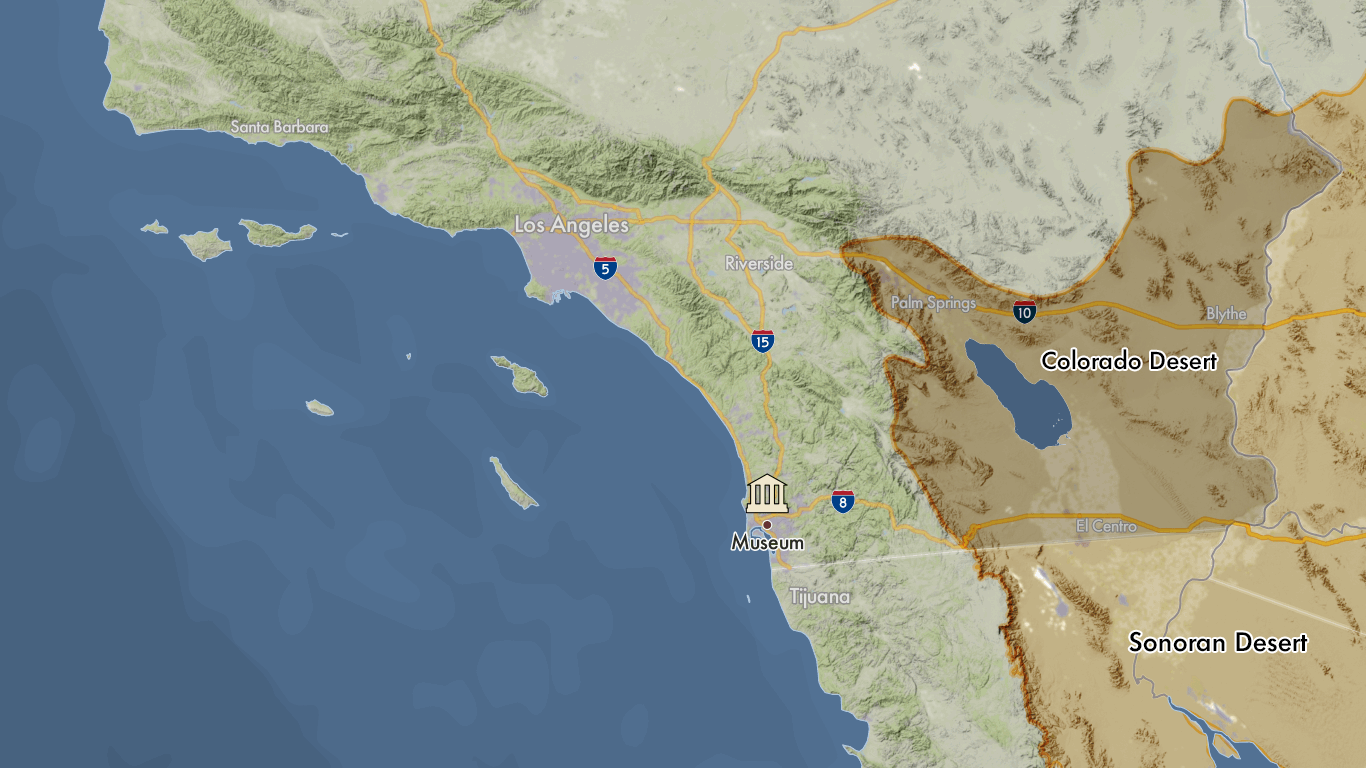 Santa Barbara
Los Angeles
5
Riverside
Palm Springs
10
Blythe
15
Colorado Desert
8
El Centro
Museum
Tijuana
Sonoran Desert